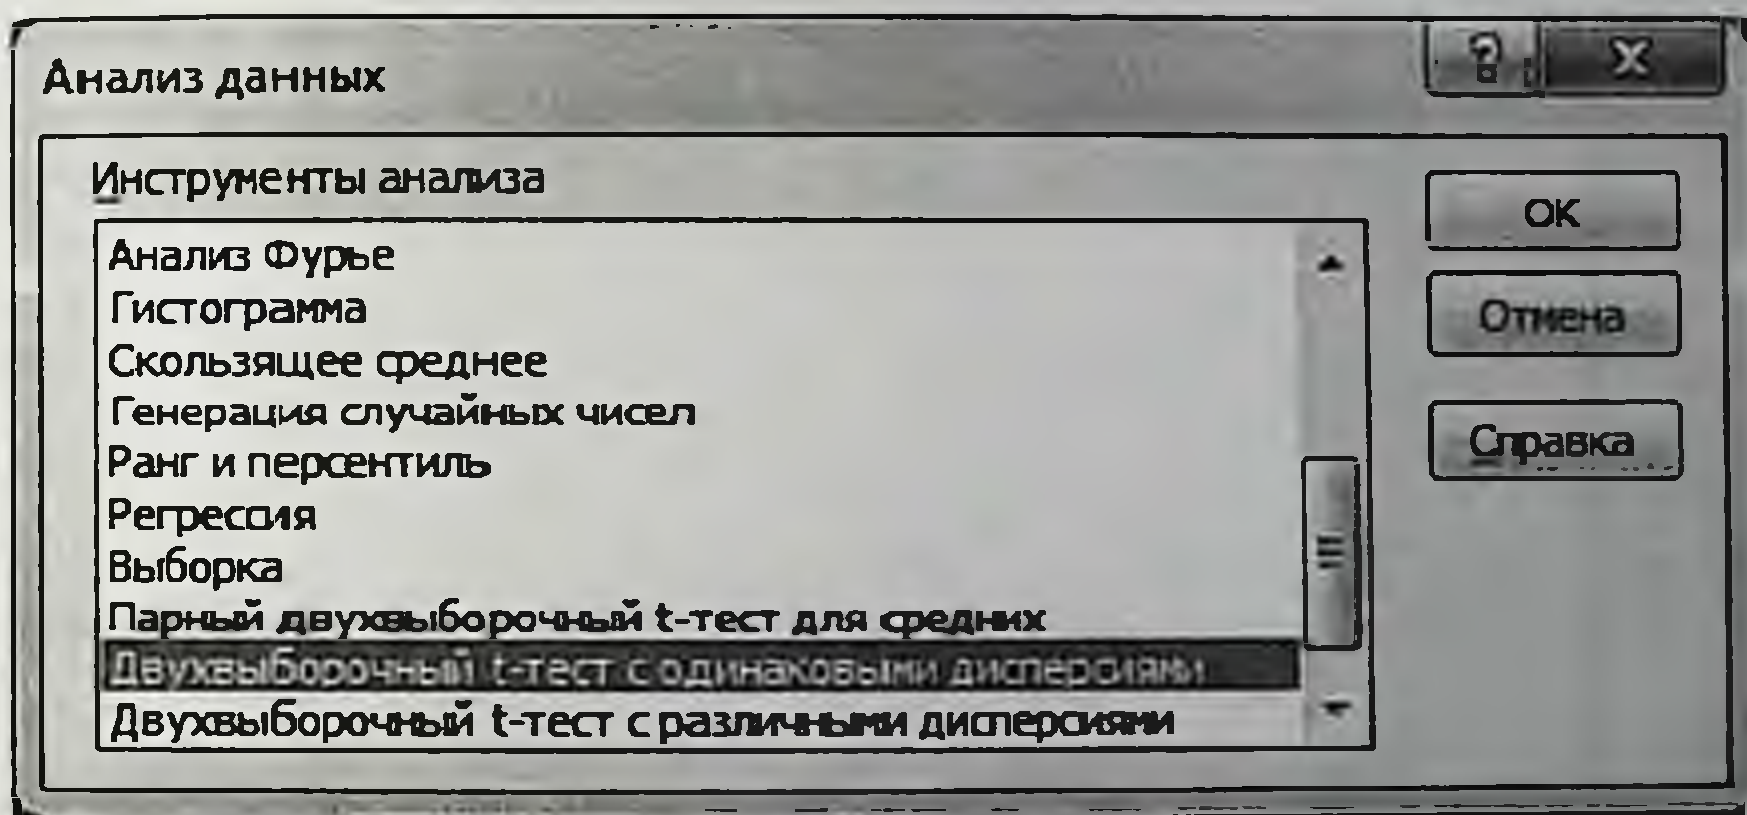 Анализ данных
? X
Инструменты анализа
Анализ Фурье
Гистограмма
Скользящее среднее
Генерация случайных чисел
Ранг и персентиль
Регрессия
Выборка
Парный двухвыборочный t-тест для средних
Двухвыборочный t-тест с одинаковыми дисперсиями
Двухвыборочный t-тест с различными дисперсиями
ОК
Отмена
Справка